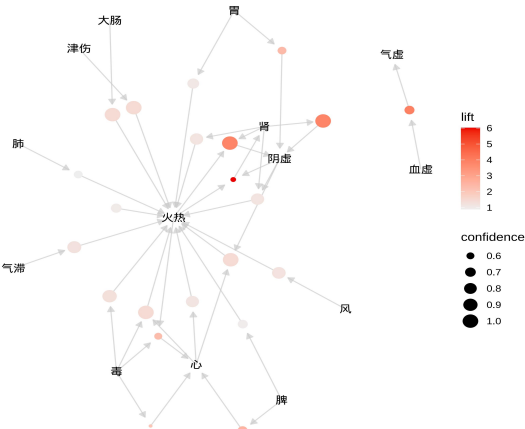 胃
大肠
津伤
气虚
lift
6
5
4
3
2
1
肾
肺
阴虚
血虚
火热
confidence
0.6
0.7
0.8
0.9
1.0
气滞
风
心
毒
脾